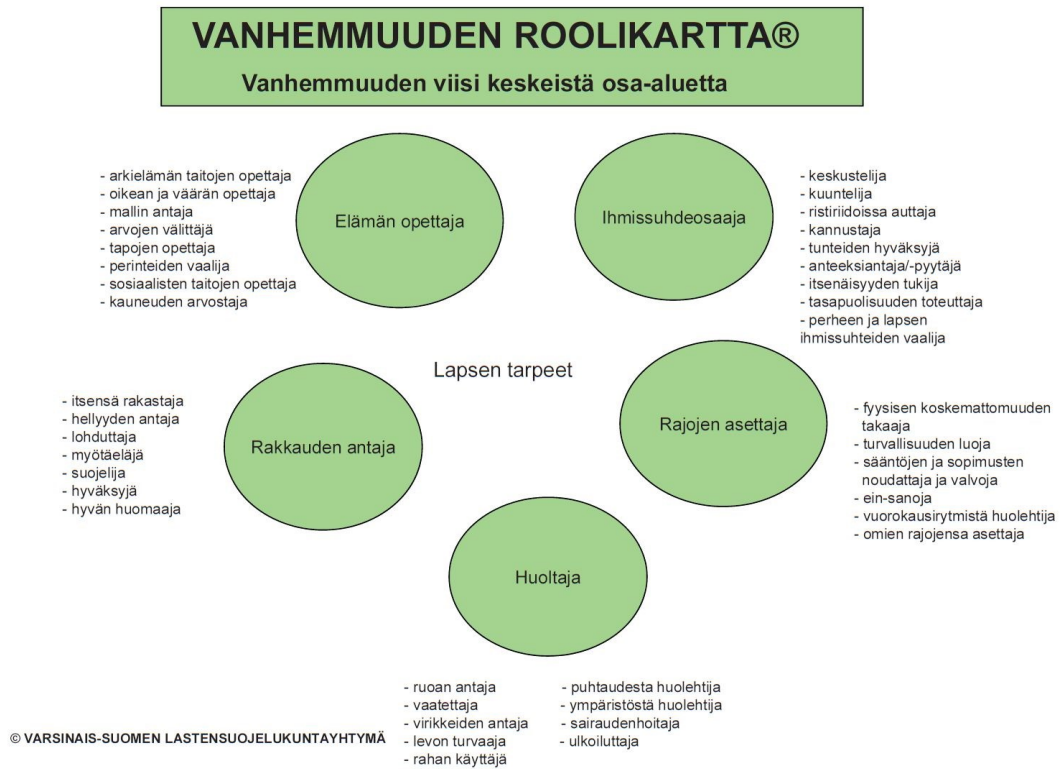 VANHEMMUUDEN ROOLIKARTTA®
Vanhemmuuden viisi keskeistä osa-aluetta
- arkielämän taitojen opettaja
- oikean ja väärän opettaja
- mallin antaja
- arvojen välittäjä
- tapojen opettaja
- perinteiden vaalija
- sosiaalisten taitojen opettaja
- kauneuden arvostaja
Elämän opettaja
Ihmissuhdeosaaja
- keskustelija
- kuuntelija
- ristiriidoissa auttaja
- kannustaja
- tunteiden hyväksyjä
- anteeksiantaja/-pyytäjä
- itsenäisyyden tukija
- tasapuolisuuden toteuttaja
- perheen ja lapsen
ihmissuhteiden vaalija
Lapsen tarpeet
- itsensä rakastaja
- hellyyden antaja
- lohduttaja
- myötäeläjä
- suojelija
- hyväksyjä
- hyvän huomaaja
Rakkauden antaja
Rajojen asettaja
- fyysisen koskemattomuuden
takaaja
- turvallisuuden luoja
- sääntöjen ja sopimusten
noudattaja ja valvoja
- ein-sanoja
- vuorokausirytmistä huolehtija
- omien rajojensa asettaja
Huoltaja
- ruoan antaja
- vaatettaja
- virikkeiden antaja
- levon turvaaja
- rahan käyttäjä
- puhtaudesta huolehtija
- ympäristöstä huolehtija
- sairaudenhoitaja
- ulkoiluttaja
© VARSINAIS-SUOMEN LASTENSUOJELUKUNTAYHTYMÄ